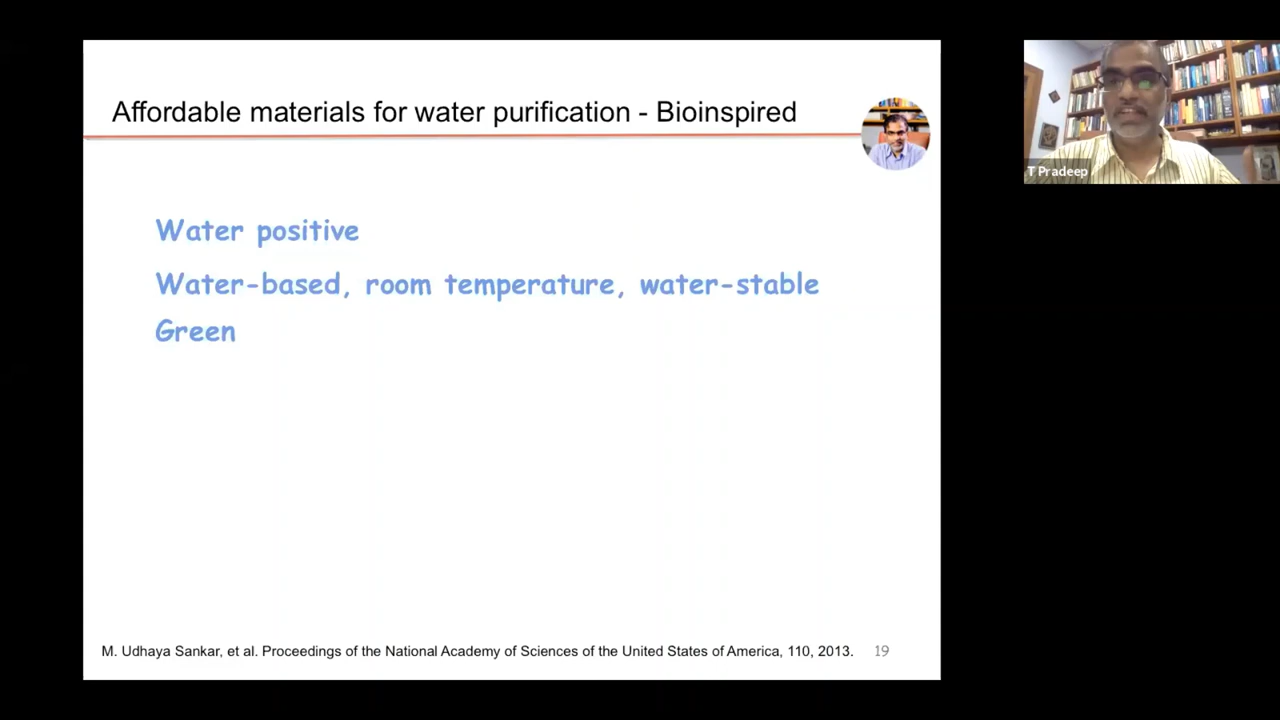 Affordable materials for water purification - Bioinspired
T Pradeep
Water positive
Water-based, room temperature, water-stable
Green
M. Udhaya Sankar, et al. Proceedings of the National Academy of Sciences of the United States of America, 110, 2013.
19